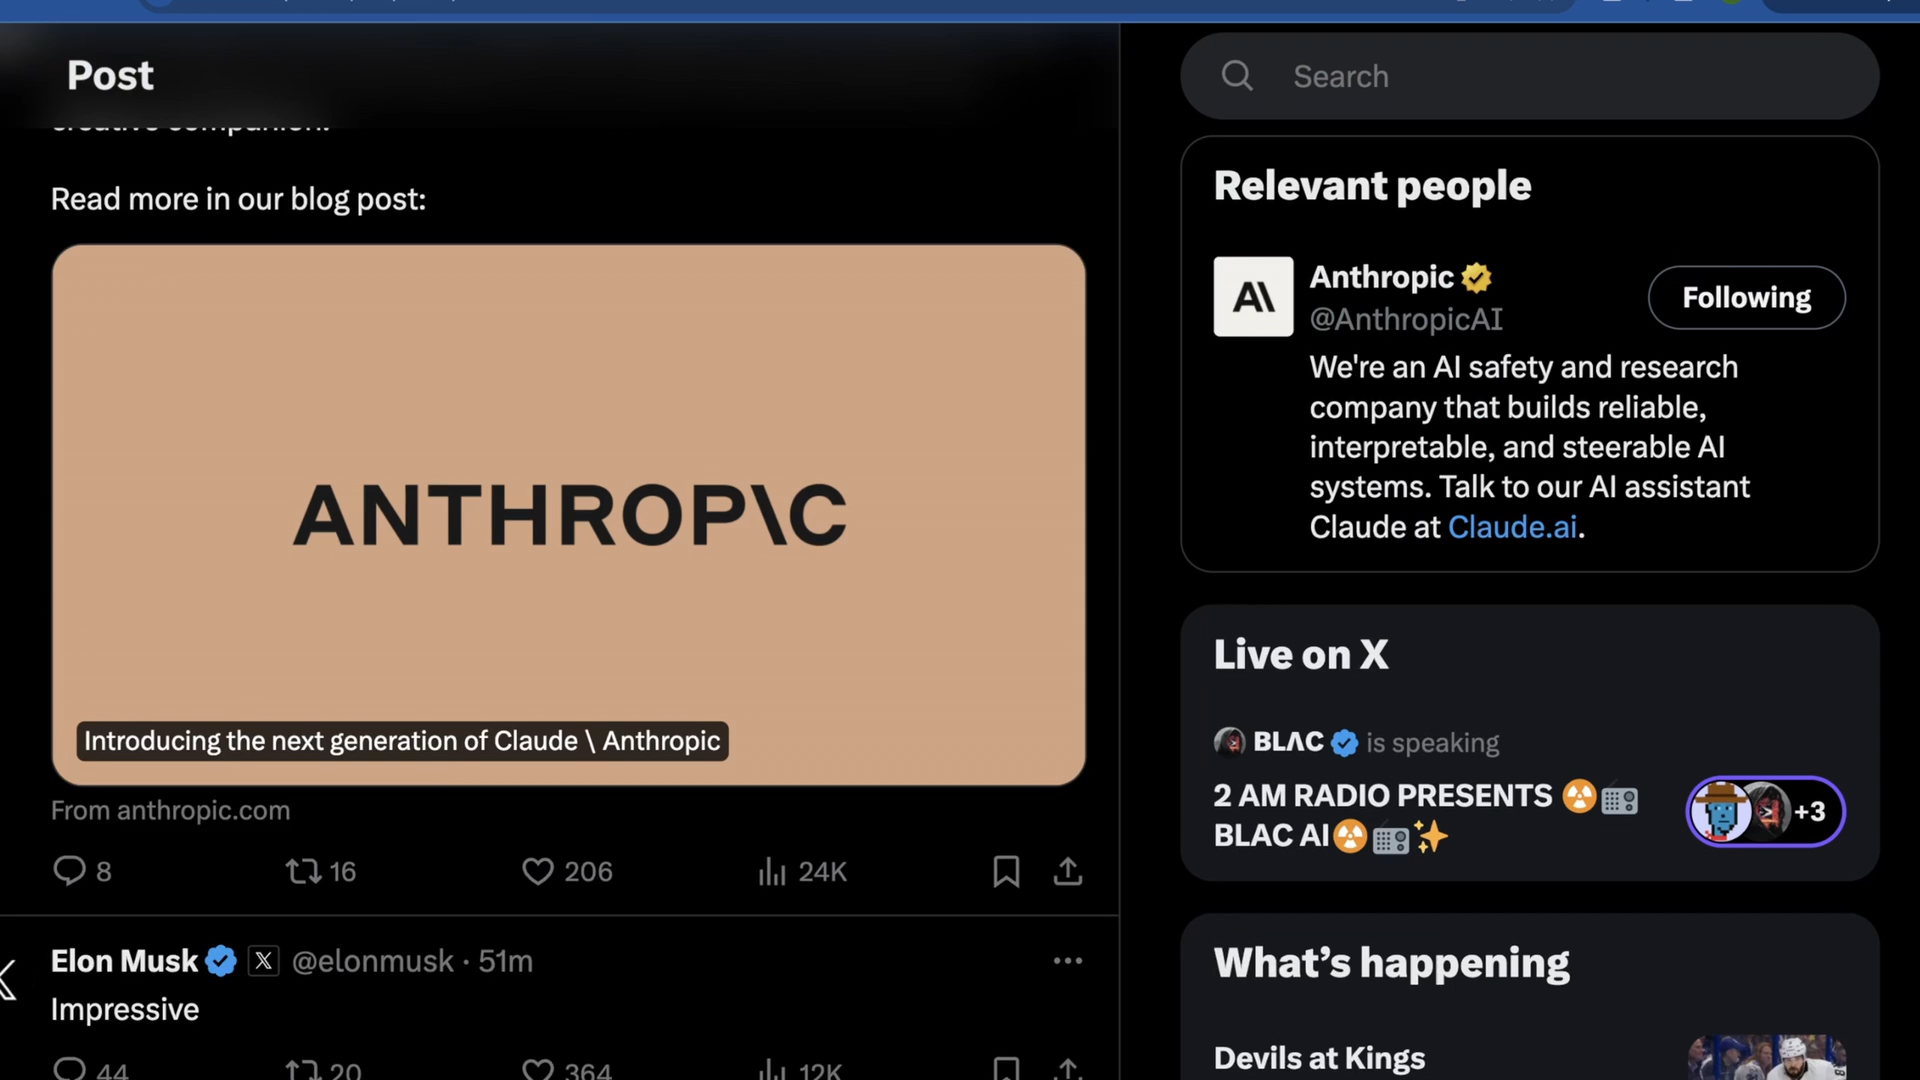 Post
creative companion.
Read more in our blog post:
ANTHROP\C
Introducing the next generation of Claude \ Anthropic
From anthropic.com
8 16 206 24K
Elon Musk X @elonmusk · 51m
Impressive
44 20 364 12K
Search
Relevant people
A\
Anthropic
@AnthropicAI
Following
We're an AI safety and research
company that builds reliable,
interpretable, and steerable AI
systems. Talk to our AI assistant
Claude at Claude.ai.
Live on X
BLΛC is speaking
2 AM RADIO PRESENTS ☢️📻
BLAC AI☢️📻✨
+3
What’s happening
Devils at Kings